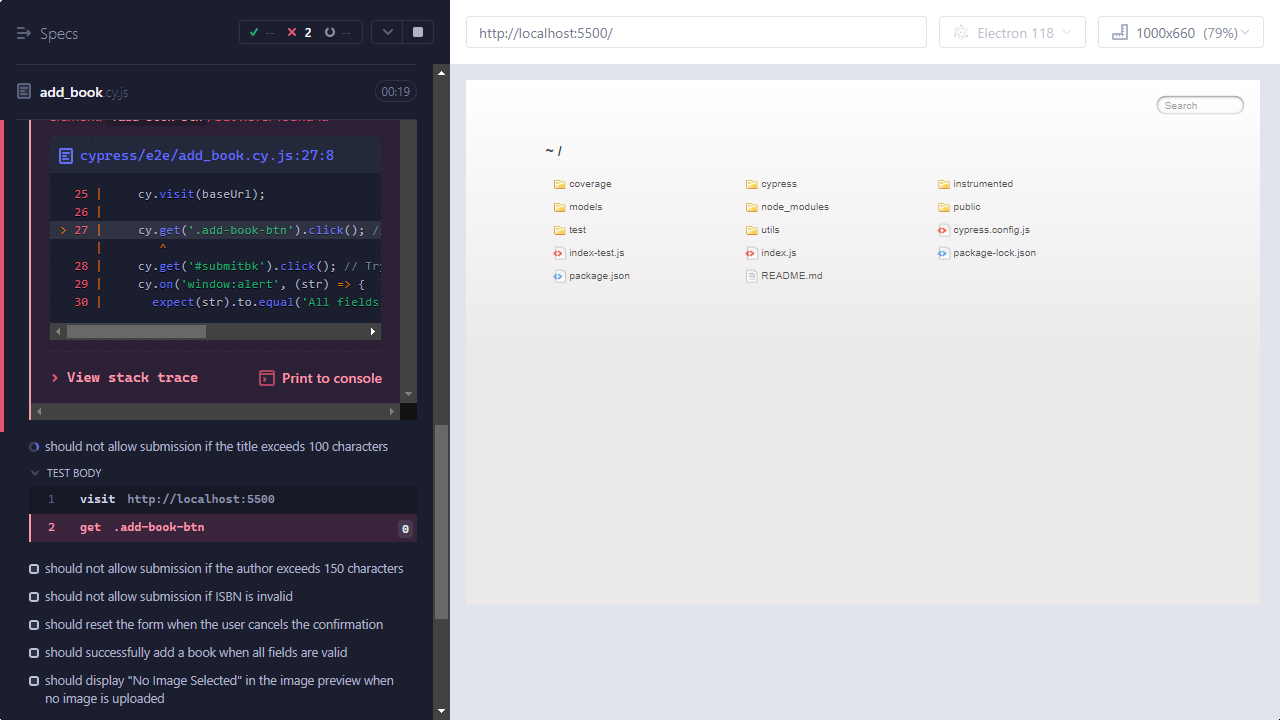 Specs
-- 2 --
add_book.cy.js
00:19
cypress/e2e/add_book.cy.js:27:8
25 | cy.visit(baseUrl);
26 |
> 27 | cy.get('.add-book-btn').click(); //
| ^
28 | cy.get('#submitbk').click(); // Try
29 | cy.on('window:alert', (str) => {
30 | expect(str).to.equal('All fields
View stack trace
Print to console
should not allow submission if the title exceeds 100 characters
TEST BODY
1 visit http://localhost:5500
2 get .add-book-btn 0
should not allow submission if the author exceeds 150 characters
should not allow submission if ISBN is invalid
should reset the form when the user cancels the confirmation
should successfully add a book when all fields are valid
should display "No Image Selected" in the image preview when
no image is uploaded
http://localhost:5500/
Electron 118
1000x660 (79%)
Search
~ /
coverage
cypress
instrumented
models
node_modules
public
test
utils
cypress.config.js
index-test.js
index.js
package-lock.json
package.json
README.md